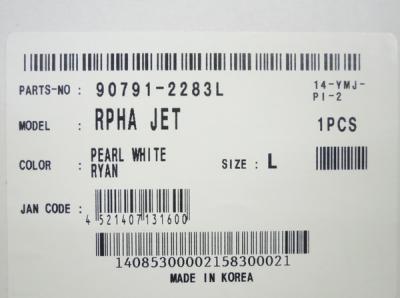 PARTS-NO : 90791-2283L
14-YMJ-
PI-2
MODEL : RPHA JET
1PCS
COLOR : PEARL WHITE
RYAN
SIZE : L
JAN CODE :
4 521407 131600
14085300002158300021
MADE IN KOREA